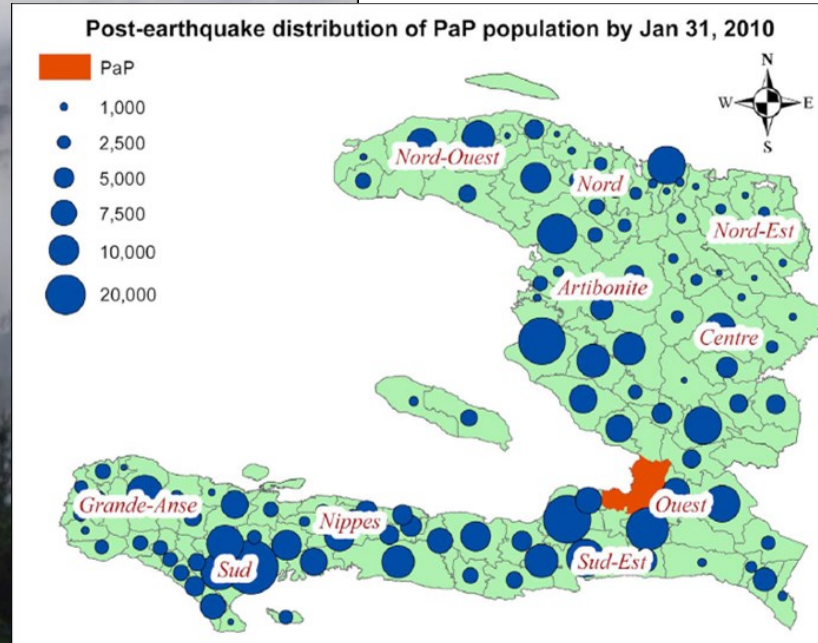 Post-earthquake distribution of PaP population by Jan 31, 2010
PaP
1,000
2,500
5,000
7,500
10,000
20,000
N
W E
S
Nord-Ouest
Nord
Nord-Est
Artibonite
Centre
Grande-Anse
Nippes
Ouest
Sud
Sud-Est